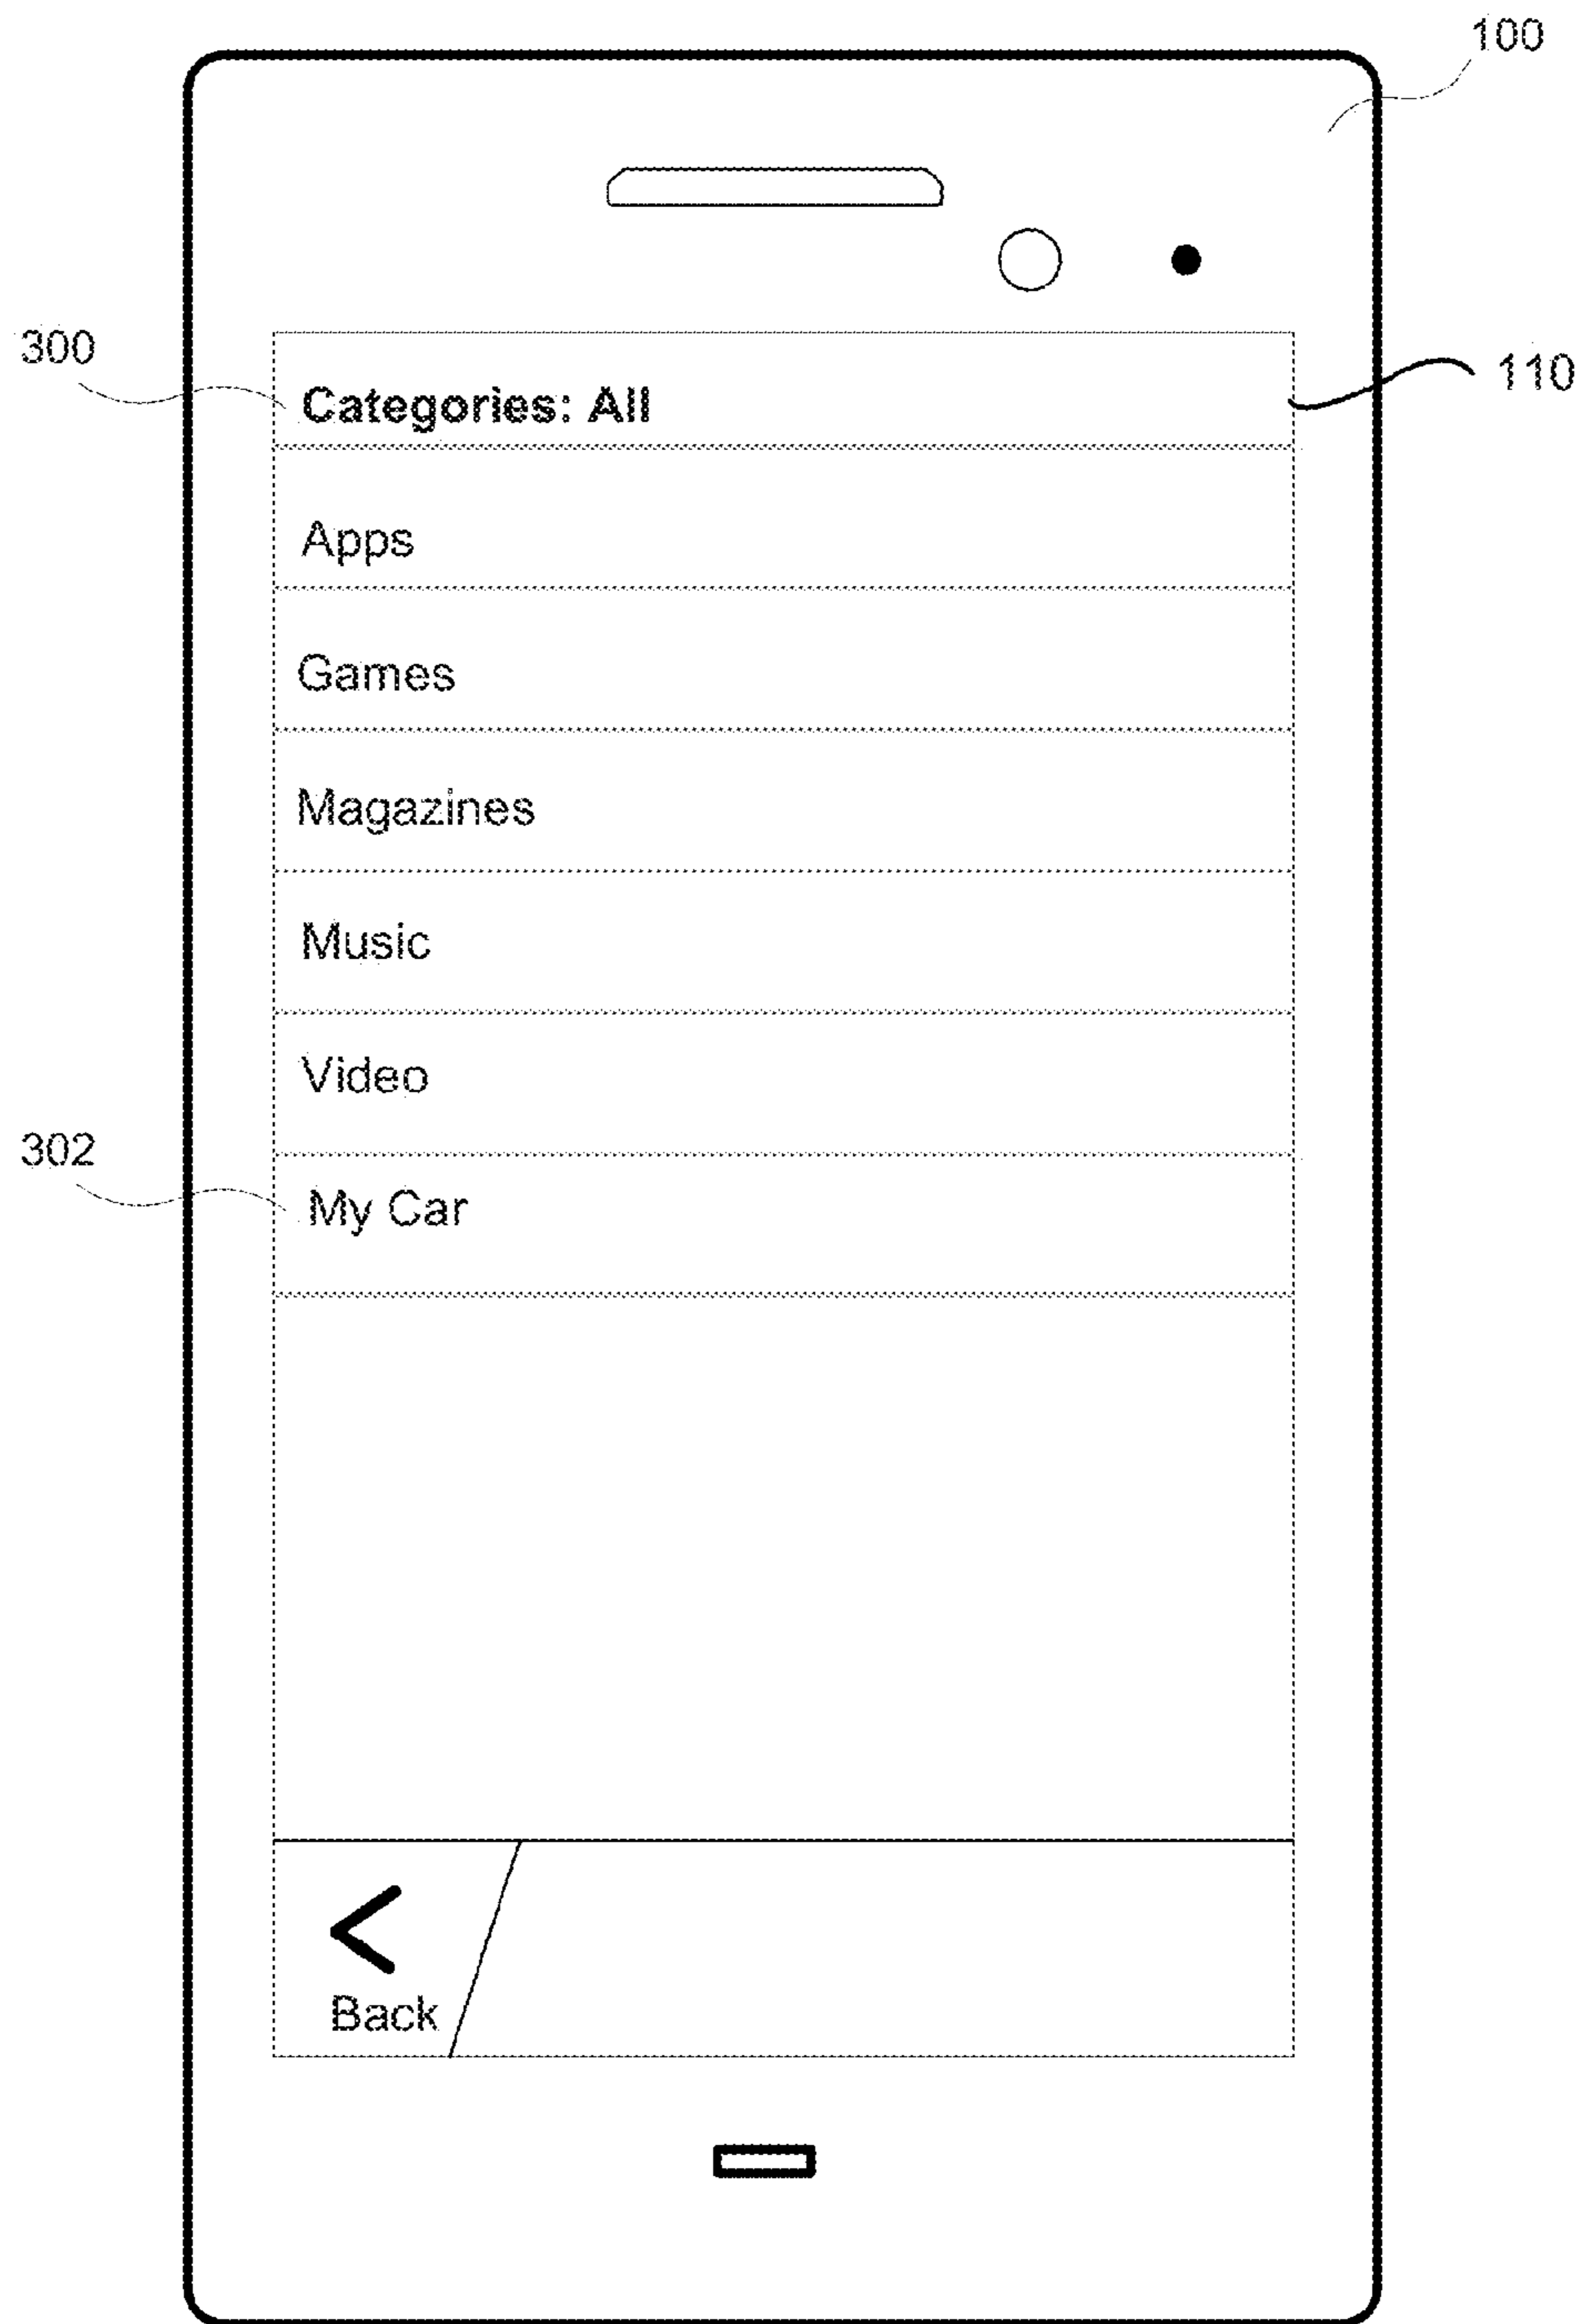 100
300
110
Categories: All
Apps
Games
Magazines
Music
Video
302
My Car
Back